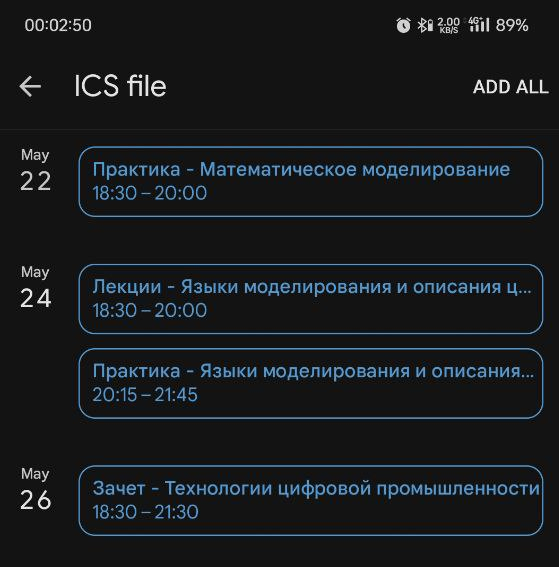 00:02:50 2.00 KB/S 4G+ 89%
ICS file ADD ALL
May
22
Практика - Математическое моделирование
18:30 – 20:00
May
24
Лекции - Языки моделирования и описания ц...
18:30 – 20:00
Практика - Языки моделирования и описания...
20:15 – 21:45
May
26
Зачет - Технологии цифровой промышленности
18:30 – 21:30